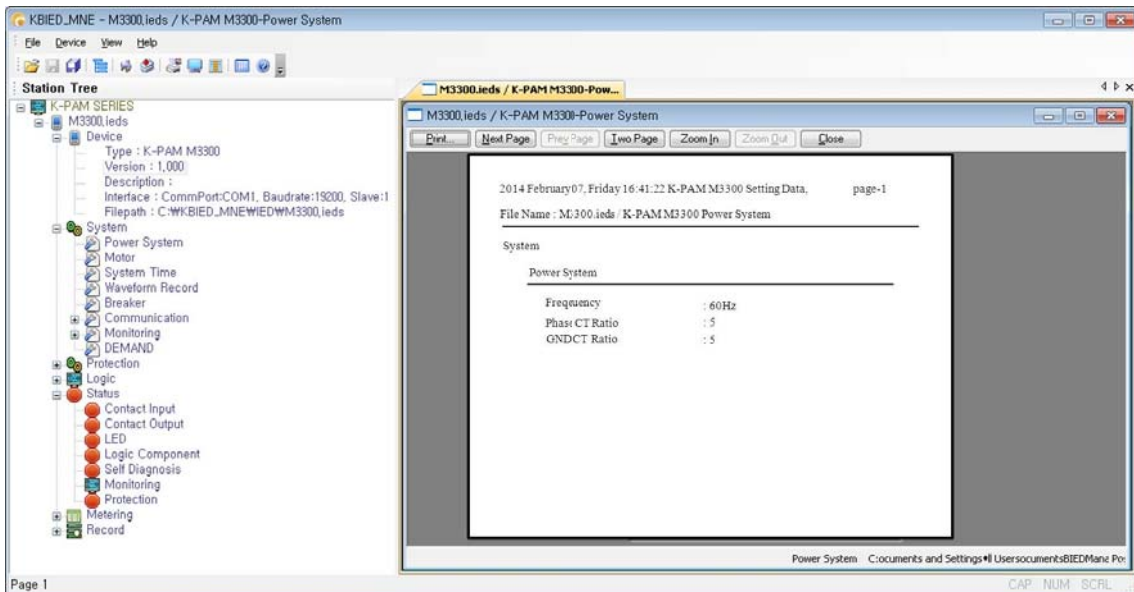 KBIED_MNE - M3300.ieds / K-PAM M3300-Power System
File Device View Help
Station Tree
K-PAM SERIES
M3300.ieds
Device
Type : K-PAM M3300
Version : 1,000
Description :
Interface : CommPort:COM1, Baudrate:19200, Slave:1
Filepath : C:₩KBIED_MNE₩IED₩M3300.ieds
System
Power System
Motor
System Time
Waveform Record
Breaker
Communication
Monitoring
DEMAND
Protection
Logic
Status
Contact Input
Contact Output
LED
Logic Component
Self Diagnosis
Monitoring
Protection
Metering
Record
M3300.ieds / K-PAM M3300-Pow...
M3300.ieds / K-PAM M3300-Power System
Print... Next Page Prev Page Two Page Zoom In Zoom Out Close
2014 February07, Friday 16:41:22 K-PAM M3300 Setting Data, page-1
File Name : M3300.ieds / K-PAM M3300 Power System
System
Power System
Frequency : 60Hz
Phase CT Ratio : 5
GNDCT Ratio : 5
Power System C:ocuments and Settings￦ll UsersocumentsBIEDMane Po
Page 1 CAP NUM SCRL